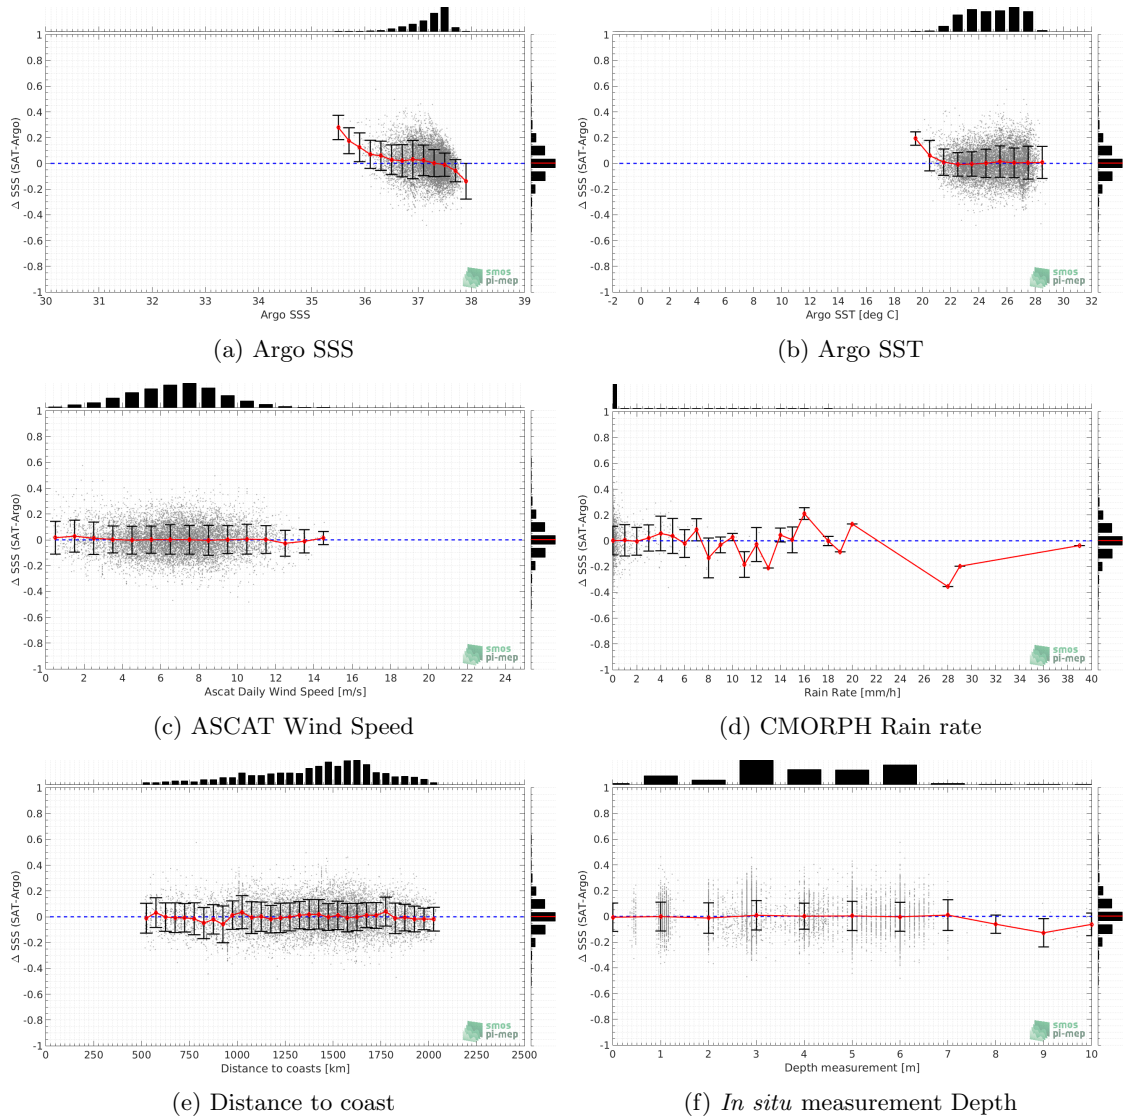 1
0.8
0.6
0.4
0.2
0
-0.2
-0.4
-0.6
-0.8
-1
Δ SSS (SAT-Argo)
30 31 32 33 34 35 36 37 38 39
Argo SSS
smos
pi-mep
(a) Argo SSS
1
0.8
0.6
0.4
0.2
0
-0.2
-0.4
-0.6
-0.8
-1
Δ SSS (SAT-Argo)
-2 0 2 4 6 8 10 12 14 16 18 20 22 24 26 28 30 32
Argo SST [deg C]
smos
pi-mep
(b) Argo SST
1
0.8
0.6
0.4
0.2
0
-0.2
-0.4
-0.6
-0.8
-1
Δ SSS (SAT-Argo)
0 2 4 6 8 10 12 14 16 18 20 22 24
Ascat Daily Wind Speed [m/s]
smos
pi-mep
(c) ASCAT Wind Speed
1
0.8
0.6
0.4
0.2
0
-0.2
-0.4
-0.6
-0.8
-1
Δ SSS (SAT-Argo)
0 2 4 6 8 10 12 14 16 18 20 22 24 26 28 30 32 34 36 38 40
Rain Rate [mm/h]
smos
pi-mep
(d) CMORPH Rain rate
1
0.8
0.6
0.4
0.2
0
-0.2
-0.4
-0.6
-0.8
-1
Δ SSS (SAT-Argo)
0 250 500 750 1000 1250 1500 1750 2000 2250 2500
Distance to coasts [km]
smos
pi-mep
(e) Distance to coast
1
0.8
0.6
0.4
0.2
0
-0.2
-0.4
-0.6
-0.8
-1
Δ SSS (SAT-Argo)
0 1 2 3 4 5 6 7 8 9 10
Depth measurement [m]
smos
pi-mep
(f) In situ measurement Depth